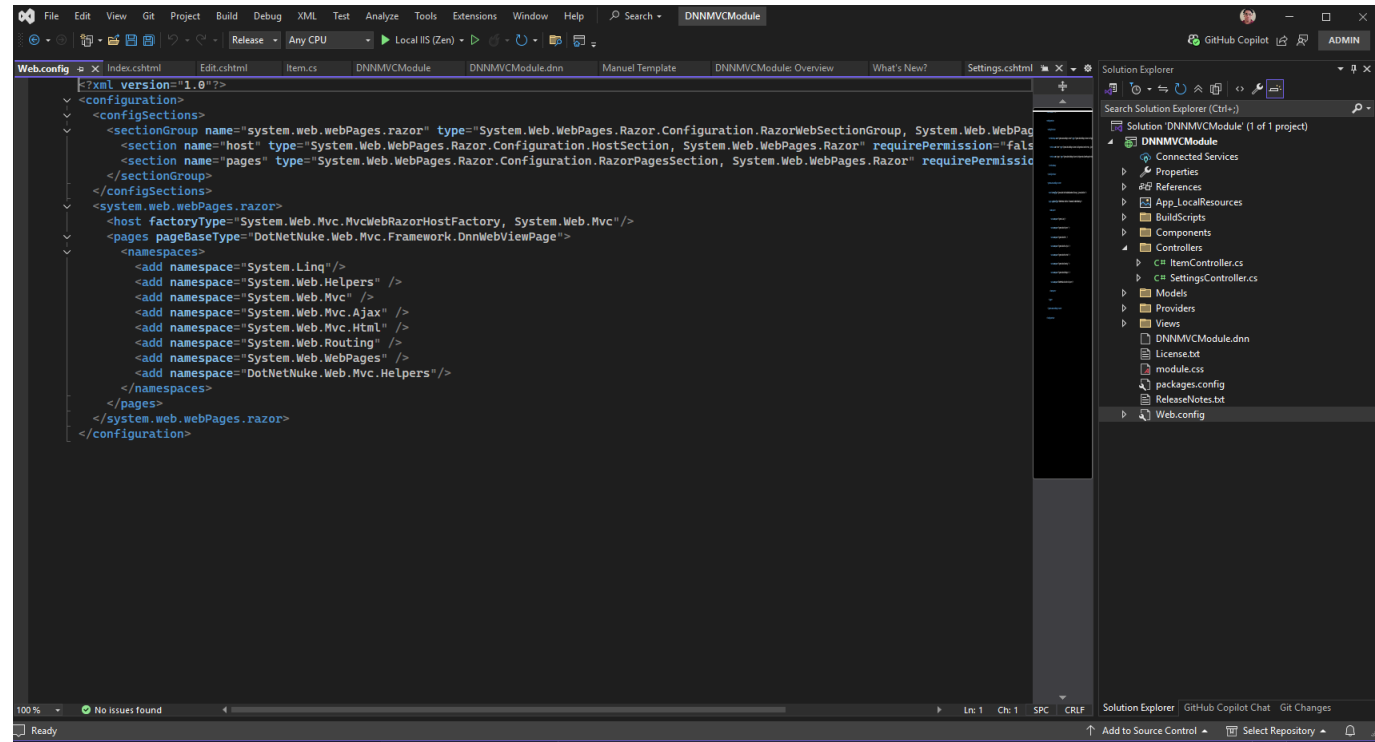 File Edit View Git Project Build Debug XML Test Analyze Tools Extensions Window Help Search DNNMVCModule
Release Any CPU Local IIS (Zen) GitHub Copilot ADMIN
Web.config Index.cshtml Edit.cshtml Item.cs DNNMVCModule DNNMVCModule.dnn Manuel Template DNNMVCModule: Overview What's New? Settings.cshtml
<?xml version="1.0"?>
<configuration>
<configSections>
<sectionGroup name="system.web.webPages.razor" type="System.Web.WebPages.Razor.Configuration.RazorWebSectionGroup, System.Web.WebPag
<section name="host" type="System.Web.WebPages.Razor.Configuration.HostSection, System.Web.WebPages.Razor" requirePermission="fals
<section name="pages" type="System.Web.WebPages.Razor.Configuration.RazorPagesSection, System.Web.WebPages.Razor" requirePermissio
</sectionGroup>
</configSections>
<system.web.webPages.razor>
<host factoryType="System.Web.Mvc.MvcWebRazorHostFactory, System.Web.Mvc"/>
<pages pageBaseType="DotNetNuke.Web.Mvc.Framework.DnnWebViewPage">
<namespaces>
<add namespace="System.Linq"/>
<add namespace="System.Web.Helpers" />
<add namespace="System.Web.Mvc" />
<add namespace="System.Web.Mvc.Ajax" />
<add namespace="System.Web.Mvc.Html" />
<add namespace="System.Web.Routing" />
<add namespace="System.Web.WebPages" />
<add namespace="DotNetNuke.Web.Mvc.Helpers"/>
</namespaces>
</pages>
</system.web.webPages.razor>
</configuration>
Solution Explorer
Search Solution Explorer (Ctrl+;)
Solution 'DNNMVCModule' (1 of 1 project)
DNNMVCModule
Connected Services
Properties
References
App_LocalResources
BuildScripts
Components
Controllers
C# ItemController.cs
C# SettingsController.cs
Models
Providers
Views
DNNMVCModule.dnn
License.txt
module.css
packages.config
ReleaseNotes.txt
Web.config
100 % No issues found Ln: 1 Ch: 1 SPC CRLF
Solution Explorer GitHub Copilot Chat Git Changes
Ready Add to Source Control Select Repository